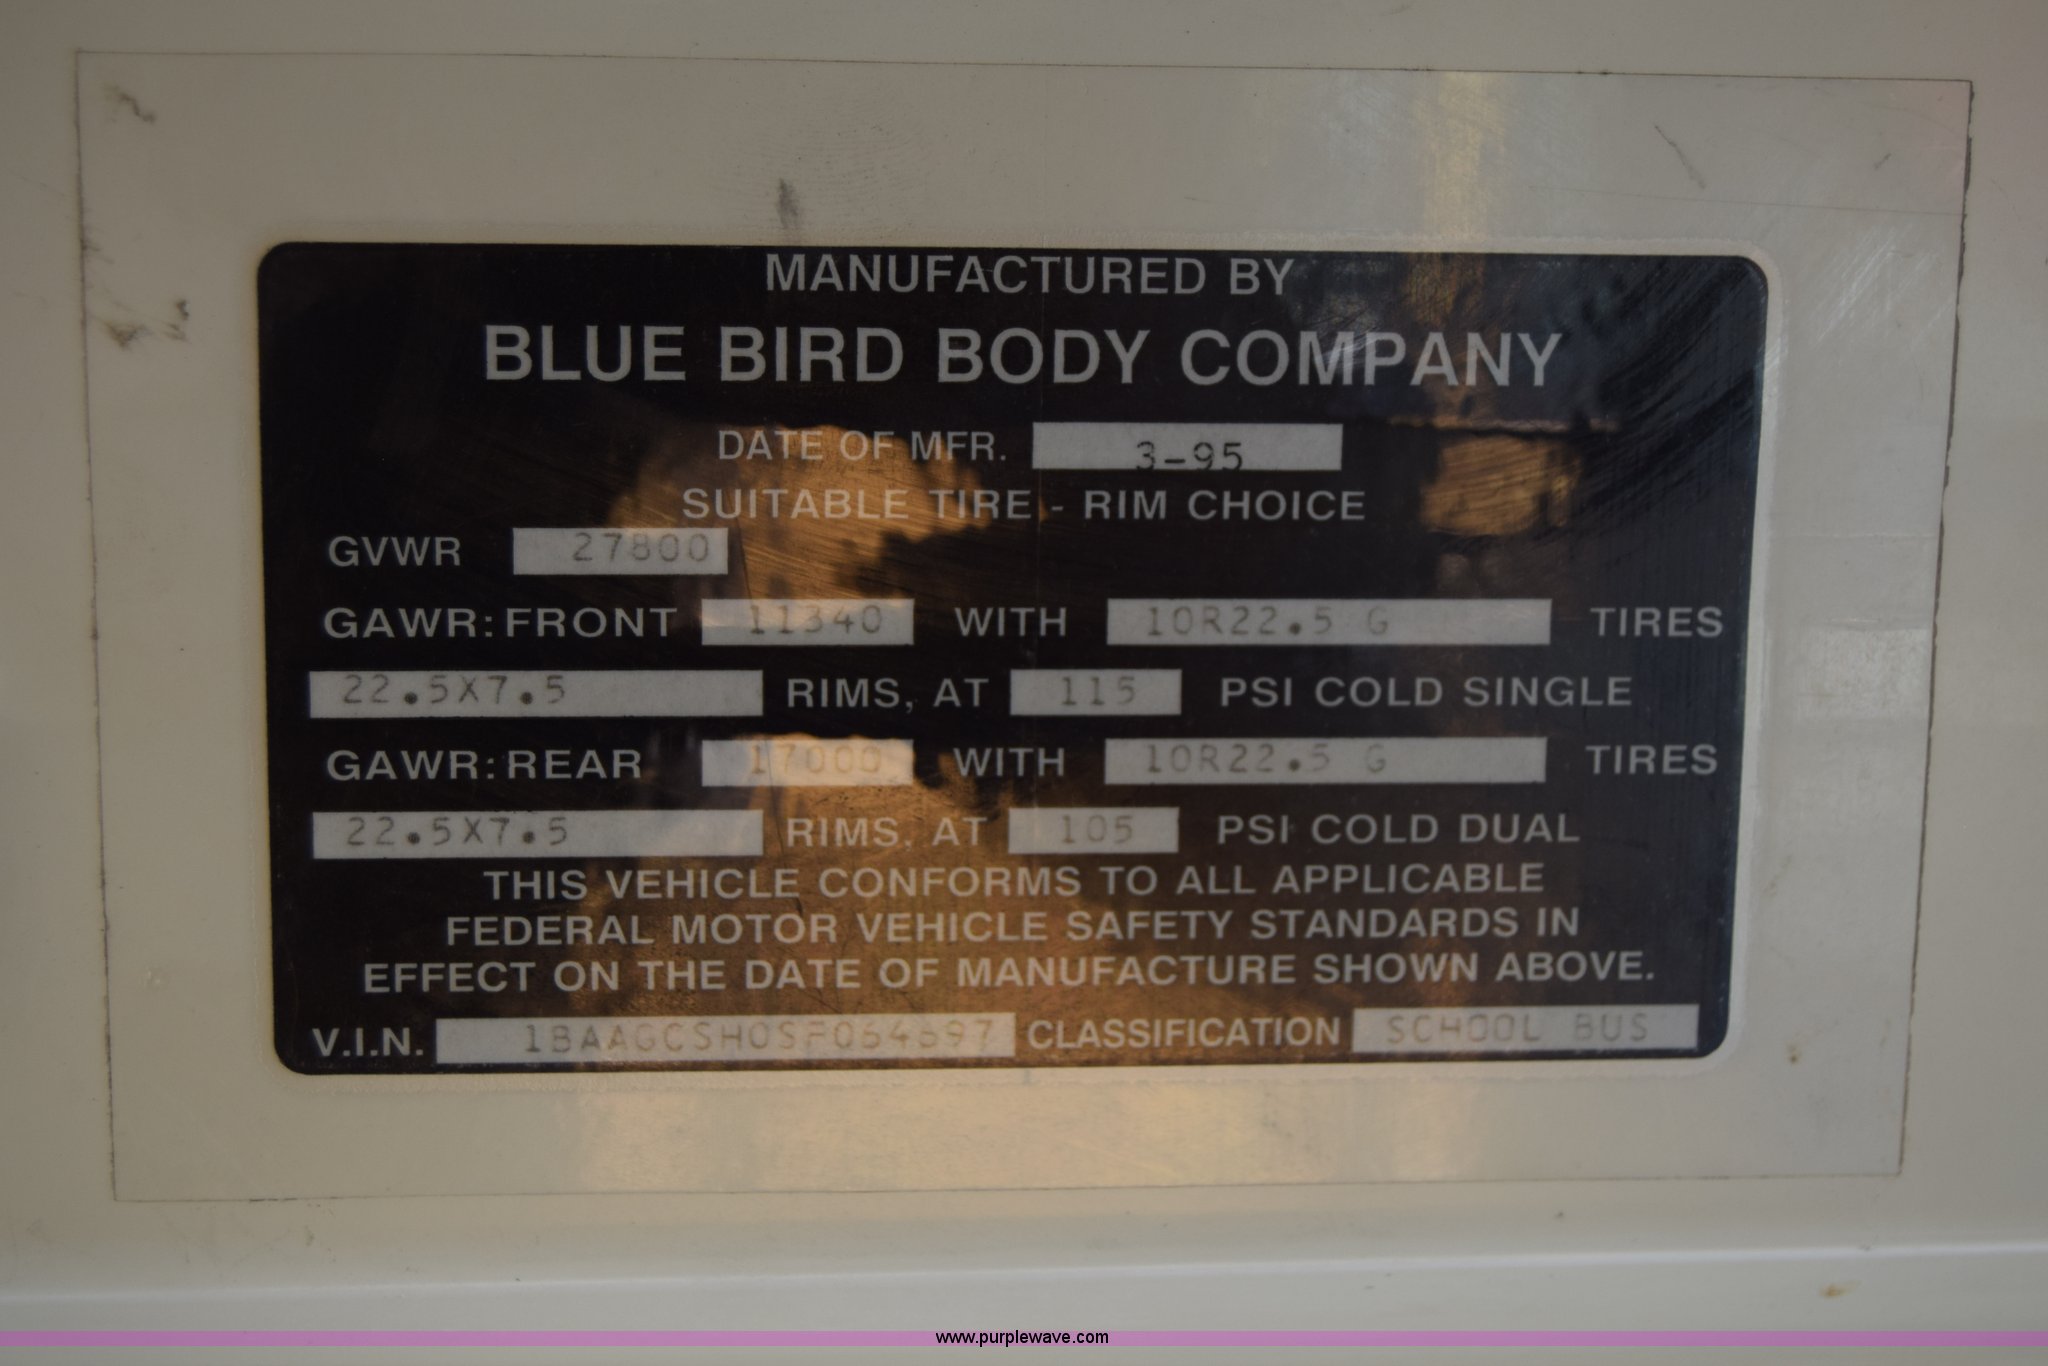 MANUFACTURED BY
BLUE BIRD BODY COMPANY
DATE OF MFR. 3-95
SUITABLE TIRE - RIM CHOICE
GVWR 27800
GAWR: FRONT 11340 WITH 10R22.5 G TIRES
22.5X7.5 RIMS, AT 115 PSI COLD SINGLE
GAWR: REAR 17000 WITH 10R22.5 G TIRES
22.5X7.5 RIMS, AT 105 PSI COLD DUAL
THIS VEHICLE CONFORMS TO ALL APPLICABLE
FEDERAL MOTOR VEHICLE SAFETY STANDARDS IN
EFFECT ON THE DATE OF MANUFACTURE SHOWN ABOVE.
V.I.N. 1BAAGCSH0SF064697 CLASSIFICATION SCHOOL BUS
www.purplewave.com